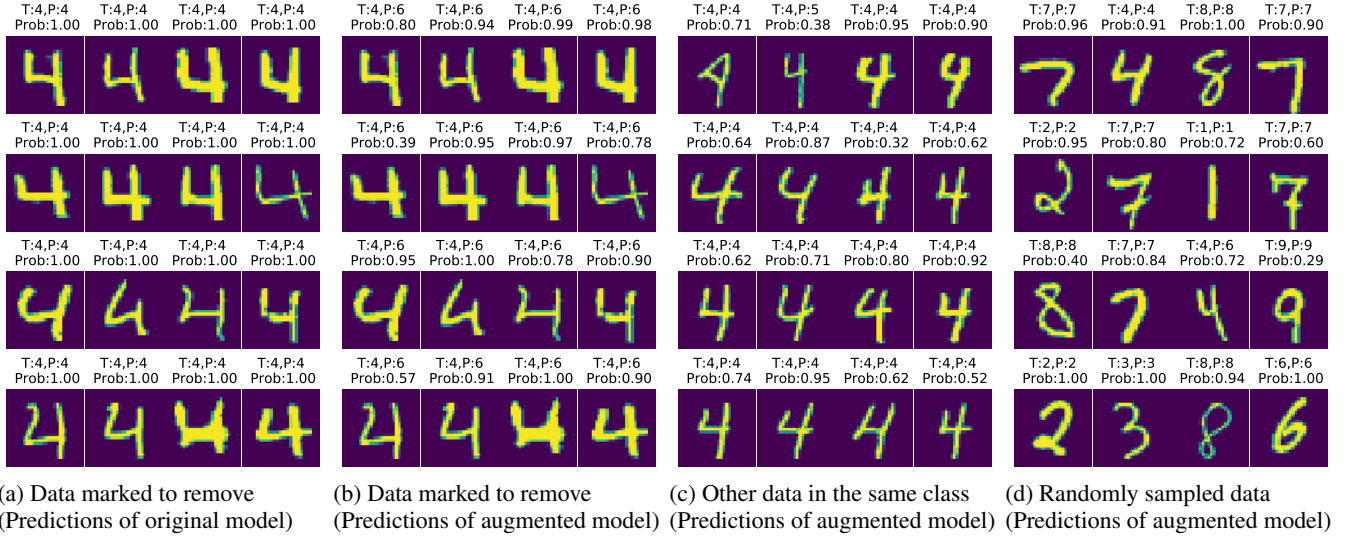 T:4,P:4 T:4,P:4 T:4,P:4 T:4,P:4
Prob:1.00 Prob:1.00 Prob:1.00 Prob:1.00
T:4,P:4 T:4,P:4 T:4,P:4 T:4,P:4
Prob:1.00 Prob:1.00 Prob:1.00 Prob:1.00
T:4,P:4 T:4,P:4 T:4,P:4 T:4,P:4
Prob:1.00 Prob:1.00 Prob:1.00 Prob:1.00
T:4,P:4 T:4,P:4 T:4,P:4 T:4,P:4
Prob:1.00 Prob:1.00 Prob:1.00 Prob:1.00
(a) Data marked to remove
(Predictions of original model)
T:4,P:6 T:4,P:6 T:4,P:6 T:4,P:6
Prob:0.80 Prob:0.94 Prob:0.99 Prob:0.98
T:4,P:6 T:4,P:6 T:4,P:6 T:4,P:6
Prob:0.39 Prob:0.95 Prob:0.97 Prob:0.78
T:4,P:6 T:4,P:6 T:4,P:6 T:4,P:6
Prob:0.95 Prob:1.00 Prob:0.78 Prob:0.90
T:4,P:6 T:4,P:6 T:4,P:6 T:4,P:6
Prob:0.57 Prob:0.91 Prob:1.00 Prob:0.90
(b) Data marked to remove
(Predictions of augmented model)
T:4,P:4 T:4,P:5 T:4,P:4 T:4,P:4
Prob:0.71 Prob:0.38 Prob:0.95 Prob:0.90
T:4,P:4 T:4,P:4 T:4,P:4 T:4,P:4
Prob:0.64 Prob:0.87 Prob:0.32 Prob:0.62
T:4,P:4 T:4,P:4 T:4,P:4 T:4,P:4
Prob:0.62 Prob:0.71 Prob:0.80 Prob:0.92
T:4,P:4 T:4,P:4 T:4,P:4 T:4,P:4
Prob:0.74 Prob:0.95 Prob:0.62 Prob:0.52
(c) Other data in the same class
(Predictions of augmented model)
T:7,P:7 T:4,P:4 T:8,P:8 T:7,P:7
Prob:0.96 Prob:0.91 Prob:1.00 Prob:0.90
T:2,P:2 T:7,P:7 T:1,P:1 T:7,P:7
Prob:0.95 Prob:0.80 Prob:0.72 Prob:0.60
T:8,P:8 T:7,P:7 T:4,P:6 T:9,P:9
Prob:0.40 Prob:0.84 Prob:0.72 Prob:0.29
T:2,P:2 T:3,P:3 T:8,P:8 T:6,P:6
Prob:1.00 Prob:1.00 Prob:0.94 Prob:1.00
(d) Randomly sampled data
(Predictions of augmented model)